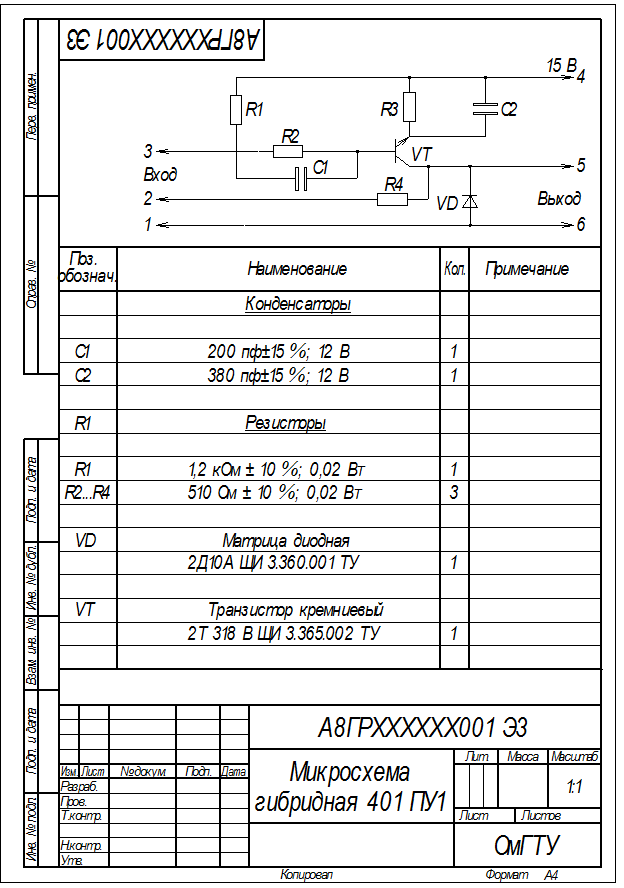 А8ГРХХХХХХ001 ЭЗ
15 В
4
R1
R3
C2
R2
3
VT
C1
5
Вход
R4
2
VD
Выход
1
6
Поз. обознач. Наименование Кол. Примечание
Конденсаторы
C1 200 пф±15 %; 12 В 1
C2 380 пф±15 %; 12 В 1
R1 Резисторы
R1 1,2 кОм ± 10 %; 0,02 Вт 1
R2...R4 510 Ом ± 10 %; 0,02 Вт 3
VD Матрица диодная
2Д10А ЩИ 3.360.001 ТУ 1
VT Транзистор кремниевый
2Т 318 В ЩИ 3.365.002 ТУ 1
Перв. примен.
Справ. №
Подп. и дата
Инв. № дубл.
Взам. инв. №
Подп. и дата
Инв. № подл.
А8ГРХХХХХХ001 ЭЗ
Изм. Лист № докум. Подп. Дата
Разраб.
Пров.
Т.контр.
Н.контр.
Утв.
Микросхема
гибридная 401 ПУ1
Лит. Масса Масштаб
1:1
Лист Листов
ОмГТУ
Копировал Формат А4